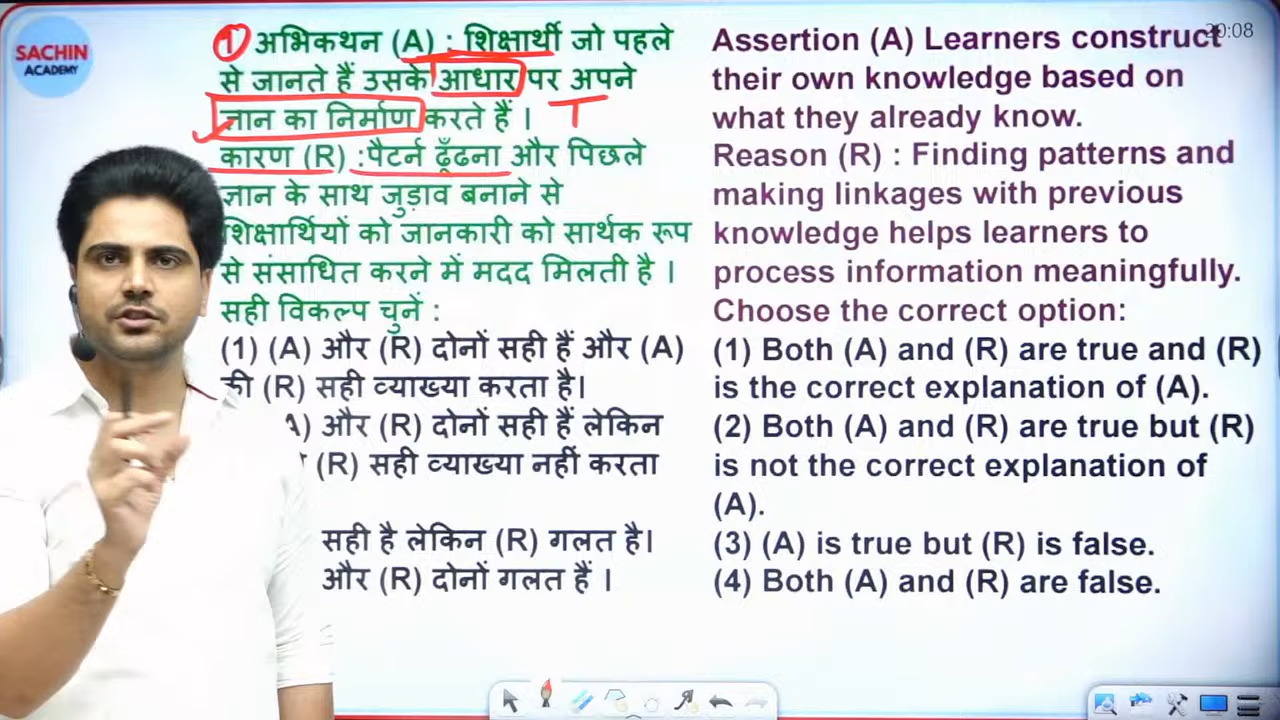 SACHIN
ACADEMY
1 अभिकथन (A) : शिक्षार्थी जो पहले
से जानते हैं उसके आधार पर अपने
ज्ञान का निर्माण करते हैं । T
कारण (R) :पैटर्न ढूँढना और पिछले
ज्ञान के साथ जुड़ाव बनाने से
शिक्षार्थियों को जानकारी को सार्थक रूप
से संसाधित करने में मदद मिलती है ।
सही विकल्प चुनें :
(1) (A) और (R) दोनों सही हैं और (A)
की (R) सही व्याख्या करता है।
A) और (R) दोनों सही हैं लेकिन
(R) सही व्याख्या नहीं करता
सही है लेकिन (R) गलत है।
और (R) दोनों गलत हैं ।
Assertion (A) Learners construct
their own knowledge based on
what they already know.
Reason (R) : Finding patterns and
making linkages with previous
knowledge helps learners to
process information meaningfully.
Choose the correct option:
(1) Both (A) and (R) are true and (R)
is the correct explanation of (A).
(2) Both (A) and (R) are true but (R)
is not the correct explanation of
(A).
(3) (A) is true but (R) is false.
(4) Both (A) and (R) are false.